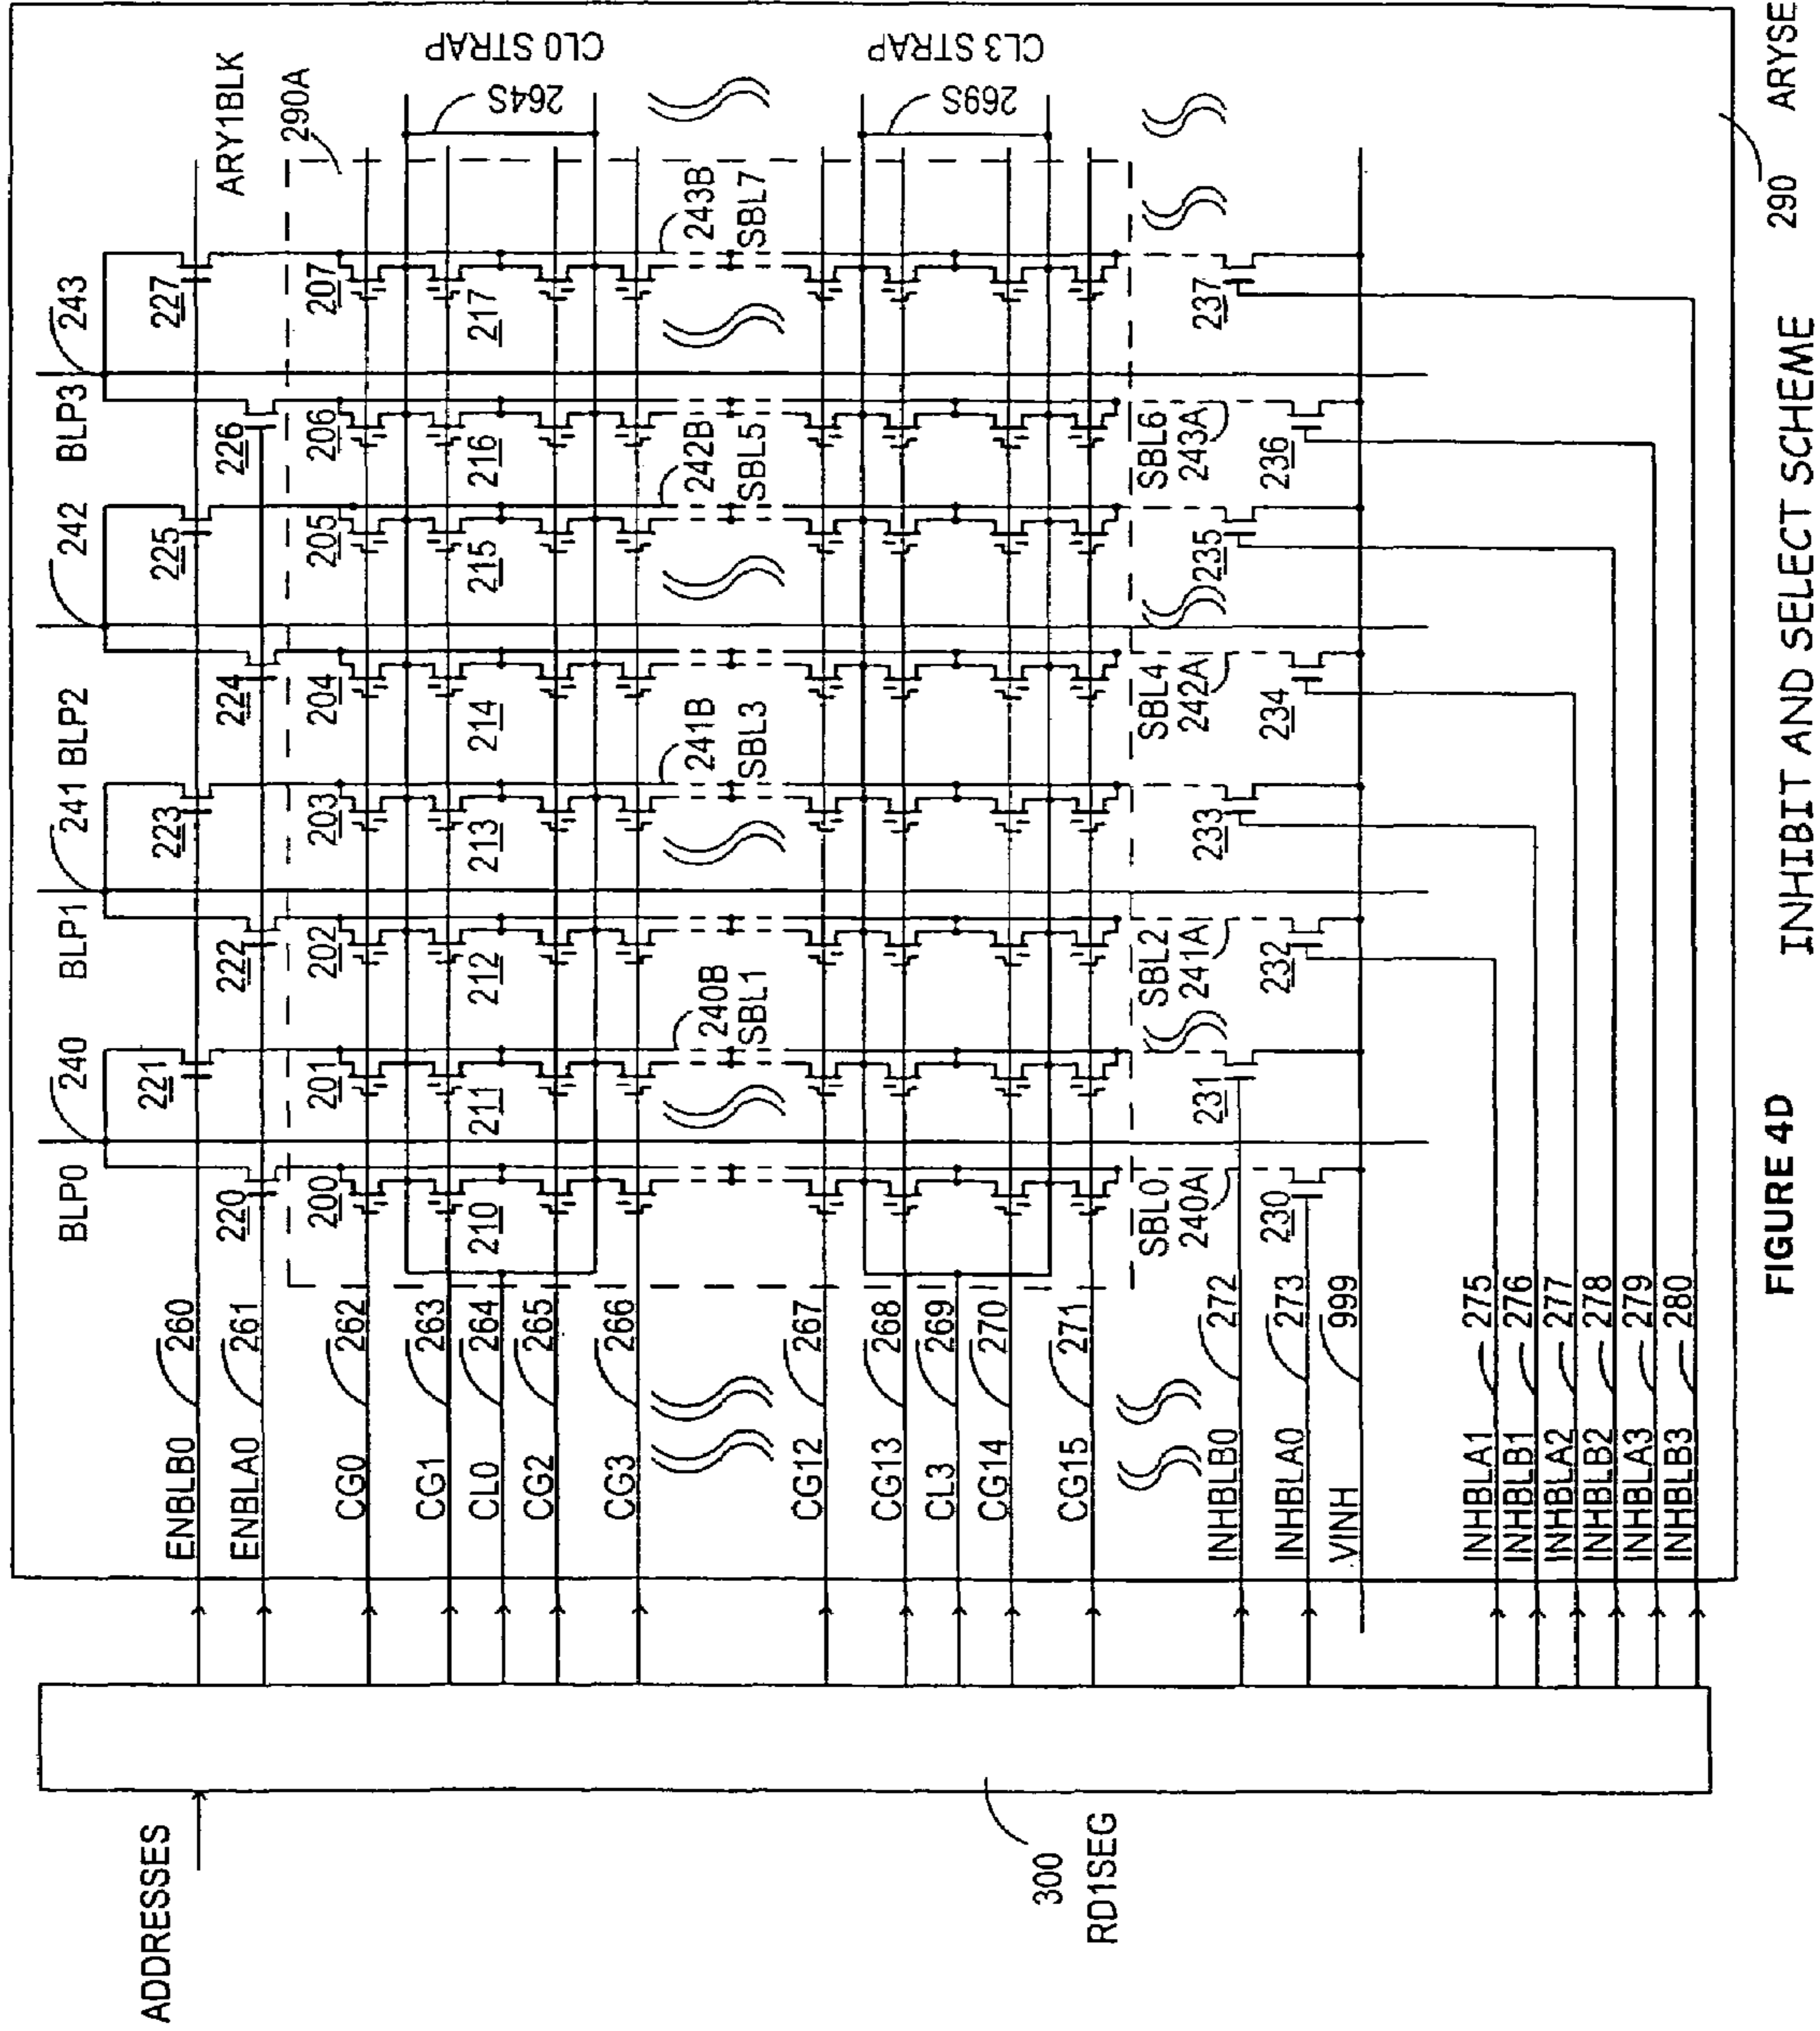 ADDRESSES
300
RD1SEG
ENBLB0 260
ENBLA0 261
CG0 262
CG1 263
CL0 264
CG2 265
CG3 266
CG12 267
CG13 268
CL3 269
CG14 270
CG15 271
INHBLB0 272
INHBLA0 273
VINH 999
INHBLA1 275
INHBLB1 276
INHBLA2 277
INHBLB2 278
INHBLA3 279
INHBLB3 280
BLP0 240
BLP1 241
BLP2 242
BLP3 243
221 223 225 227
220 222 224 226
200 201 202 203 204 205 206 207
210 211 212 213 214 215 216 217
240B 241B 242B 243B
SBL1 SBL3 SBL5 SBL7
SBL0 SBL2 SBL4 SBL6
240A 241A 242A 243A
231 233 235 237
230 232 234 236
ARY1BLK
290A
264S
CL0 STRAP
269S
CL3 STRAP
290 ARYSE
FIGURE 4D INHIBIT AND SELECT SCHEME